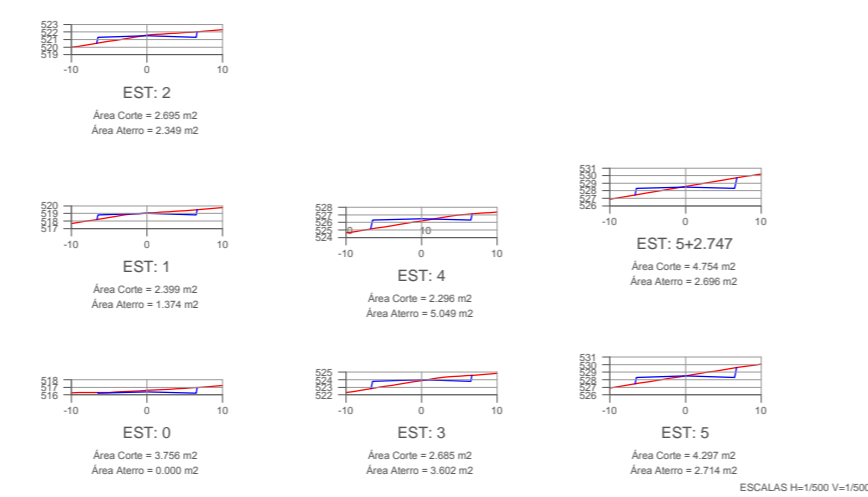 523
522
521
520
519
-10 0 10
EST: 2
Área Corte = 2.695 m2
Área Aterro = 2.349 m2
520
519
518
517
-10 0 10
EST: 1
Área Corte = 2.399 m2
Área Aterro = 1.374 m2
518
517
516
-10 0 10
EST: 0
Área Corte = 3.756 m2
Área Aterro = 0.000 m2
528
527
526
525
524
0 10
-10 0 10
EST: 4
Área Corte = 2.296 m2
Área Aterro = 5.049 m2
525
524
523
522
-10 0 10
EST: 3
Área Corte = 2.685 m2
Área Aterro = 3.602 m2
531
530
529
528
527
526
-10 0 10
EST: 5+2.747
Área Corte = 4.754 m2
Área Aterro = 2.696 m2
531
530
529
528
527
526
-10 0 10
EST: 5
Área Corte = 4.297 m2
Área Aterro = 2.714 m2
ESCALAS H=1/500 V=1/500